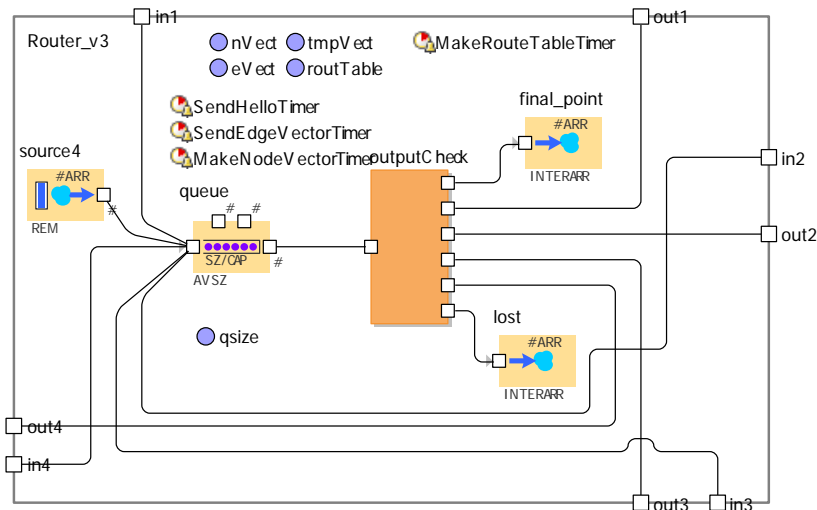 in1
out1
Router_v3
nVect
tmpVect
MakeRouteTableTimer
eVect
routTable
SendHelloTimer
final_point
SendEdgeVectorTimer
#ARR
source4
MakeNodeVectorTimer
outputCheck
in2
#ARR
INTERARR
queue
#
#
#
REM
out2
SZ/CAP
#
AVSZ
lost
qsize
#ARR
INTERARR
out4
in4
out3
in3